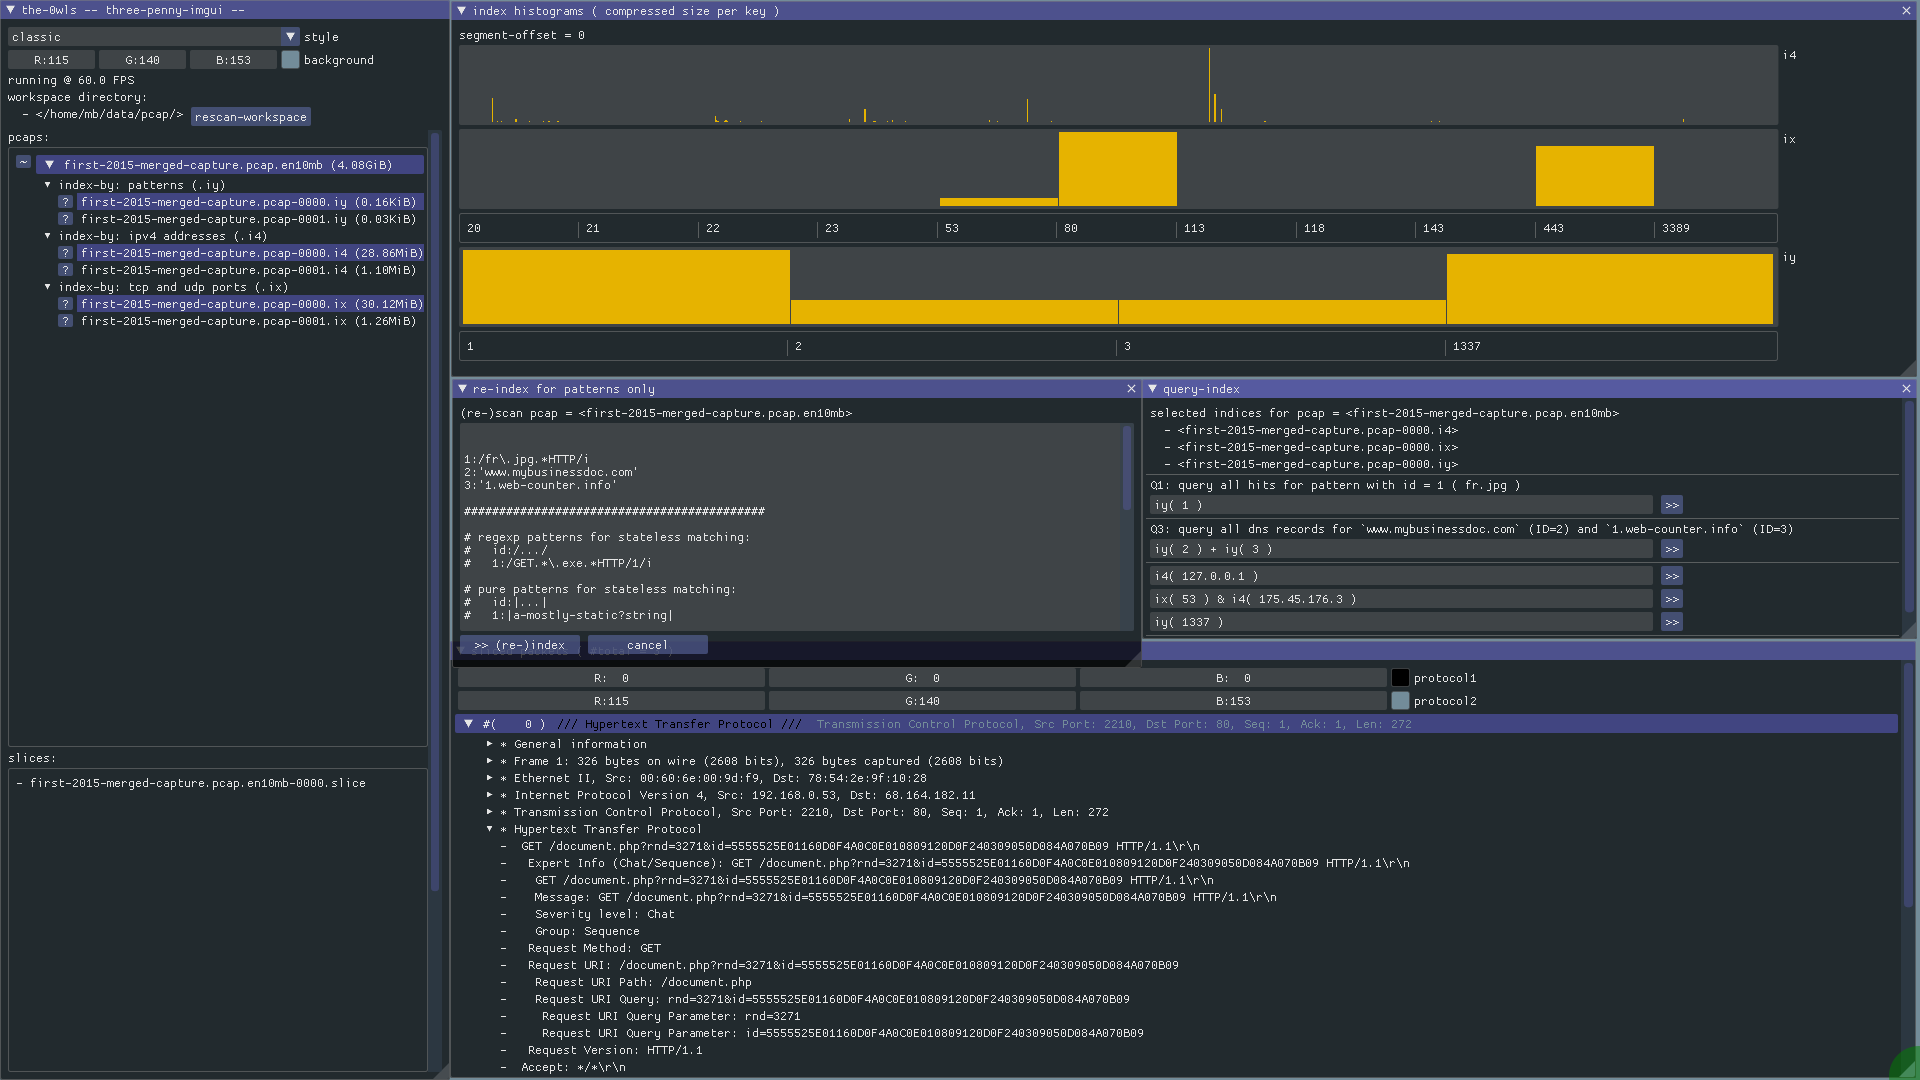 the-0wls -- three-penny-imgui --
classic
style
R:115
G:140
B:153
background
running @ 60.0 FPS
workspace directory:
- </home/mb/data/pcap/>
rescan-workspace
pcaps:
~
first-2015-merged-capture.pcap.en10mb (4.08GiB)
index-by: patterns (.iy)
? first-2015-merged-capture.pcap-0000.iy (0.16KiB)
? first-2015-merged-capture.pcap-0001.iy (0.03KiB)
index-by: ipv4 addresses (.i4)
? first-2015-merged-capture.pcap-0000.i4 (28.86MiB)
? first-2015-merged-capture.pcap-0001.i4 (1.10MiB)
index-by: tcp and udp ports (.ix)
? first-2015-merged-capture.pcap-0000.ix (30.12MiB)
? first-2015-merged-capture.pcap-0001.ix (1.26MiB)
slices:
- first-2015-merged-capture.pcap.en10mb-0000.slice
index histograms ( compressed size per key )
segment-offset = 0
i4
ix
20 21 22 23 53 80 113 118 143 443 3389
iy
1 2 3 1337
re-index for patterns only
(re-)scan pcap = <first-2015-merged-capture.pcap.en10mb>
1:/fr\.jpg.*HTTP/i
2:'www.mybusinessdoc.com'
3:'1.web-counter.info'
###########################################
# regexp patterns for stateless matching:
#   id:/.../
#   1:/GET.*\.exe.*HTTP/1/i
# pure patterns for stateless matching:
#   id:|...|
#   1:|a-mostly-static?string|
>> (re-)index
cancel
query-index
selected indices for pcap = <first-2015-merged-capture.pcap.en10mb>
- <first-2015-merged-capture.pcap-0000.i4>
- <first-2015-merged-capture.pcap-0000.ix>
- <first-2015-merged-capture.pcap-0000.iy>
Q1: query all hits for pattern with id = 1 ( fr.jpg )
iy( 1 ) >>
Q3: query all dns records for `www.mybusinessdoc.com` (ID=2) and `1.web-counter.info` (ID=3)
iy( 2 ) + iy( 3 ) >>
i4( 127.0.0.1 ) >>
ix( 53 ) & i4( 175.45.176.3 ) >>
iy( 1337 ) >>
R:  0 G:  0 B:  0 protocol1
R:115 G:140 B:153 protocol2
#(    0 )  /// Hypertext Transfer Protocol ///  Transmission Control Protocol, Src Port: 2210, Dst Port: 80, Seq: 1, Ack: 1, Len: 272
* General information
* Frame 1: 326 bytes on wire (2608 bits), 326 bytes captured (2608 bits)
* Ethernet II, Src: 00:60:6e:00:9d:f9, Dst: 78:54:2e:9f:10:28
* Internet Protocol Version 4, Src: 192.168.0.53, Dst: 68.164.182.11
* Transmission Control Protocol, Src Port: 2210, Dst Port: 80, Seq: 1, Ack: 1, Len: 272
* Hypertext Transfer Protocol
- GET /document.php?rnd=3271&id=5555525E01160D0F4A0C0E010809120D0F240309050D084A070B09 HTTP/1.1\r\n
- Expert Info (Chat/Sequence): GET /document.php?rnd=3271&id=5555525E01160D0F4A0C0E010809120D0F240309050D084A070B09 HTTP/1.1\r\n
- GET /document.php?rnd=3271&id=5555525E01160D0F4A0C0E010809120D0F240309050D084A070B09 HTTP/1.1\r\n
- Message: GET /document.php?rnd=3271&id=5555525E01160D0F4A0C0E010809120D0F240309050D084A070B09 HTTP/1.1\r\n
- Severity level: Chat
- Group: Sequence
- Request Method: GET
- Request URI: /document.php?rnd=3271&id=5555525E01160D0F4A0C0E010809120D0F240309050D084A070B09
- Request URI Path: /document.php
- Request URI Query: rnd=3271&id=5555525E01160D0F4A0C0E010809120D0F240309050D084A070B09
- Request URI Query Parameter: rnd=3271
- Request URI Query Parameter: id=5555525E01160D0F4A0C0E010809120D0F240309050D084A070B09
- Request Version: HTTP/1.1
- Accept: */*\r\n